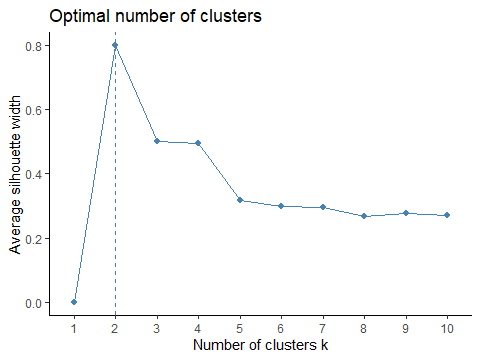 Optimal number of clusters
Average silhouette width
0.8
0.6
0.4
0.2
0.0
1 2 3 4 5 6 7 8 9 10
Number of clusters k